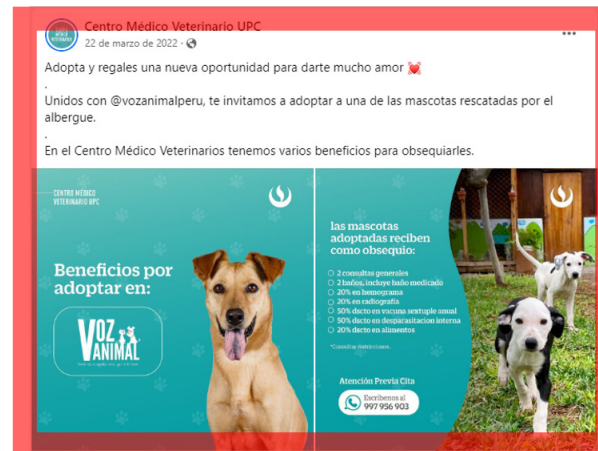 Centro Médico Veterinario UPC
22 de marzo de 2022 ·
Adopta y regales una nueva oportunidad para darte mucho amor 💓
.
Unidos con @vozanimalperu, te invitamos a adoptar a una de las mascotas rescatadas por el
albergue.
.
En el Centro Médico Veterinarios tenemos varios beneficios para obsequiarles.
CENTRO MÉDICO
VETERINARIO UPC
Beneficios por
adoptar en:
VOZ
ANIMAL
las mascotas
adoptadas reciben
como obsequio:
2 consultas generales
2 baños, incluye baño medicado
20% en hemograma
20% en radiografía
50% dscto en vacuna sextuple anual
50% dscto en desparasitacion interna
20% dscto en alimentos
*Consultar restricciones.
Atención Previa Cita
Escríbenos al
997 956 903